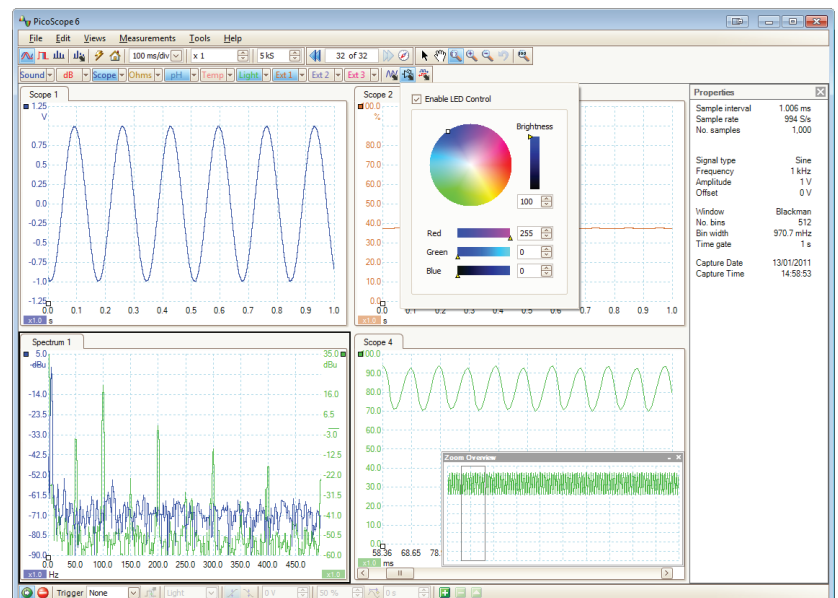 PicoScope 6
File Edit Views Measurements Tools Help
100 ms/div x 1 5 kS 32 of 32
Sound dB Scope Ohms pH Temp Light Ext 1 Ext 2 Ext 3
Scope 1
1.25
V
0.75
0.5
0.25
0.0
-0.25
-0.5
-0.75
-1.0
-1.25
0.0 0.1 0.2 0.3 0.4 0.5 0.6 0.7 0.8 0.9 1.0
x1.0 s
Scope 2
%
80.0
70.0
60.0
50.0
40.0
30.0
20.0
10.0
0.0
0.0 0.1 0.2 0.3 0.4 0.5 0.6 0.7 0.8 0.9 1.0
x1.0 s
Enable LED Control
Brightness
100
Red 255
Green 0
Blue 0
Properties
Sample interval 1.006 ms
Sample rate 994 S/s
No. samples 1,000
Signal type Sine
Frequency 1 kHz
Amplitude 1 V
Offset 0 V
Window Blackman
No. bins 512
Bin width 970.7 mHz
Time gate 1 s
Capture Date 13/01/2011
Capture Time 14:58:53
Spectrum 1
5.0 35.0
dBu dBu
-14.0 16.0
-23.5 6.5
-33.0 -3.0
-42.5 -12.5
-52.0 -22.0
-61.5 -31.5
-71.0 -41.0
-80.5 -50.5
-90.0 -60.0
0.0 50.0 100.0 150.0 200.0 250.0 300.0 350.0 400.0 450.0
x1.0 Hz x1.0
Scope 4
90.0
80.0
70.0
60.0
50.0
40.0
30.0
20.0
10.0
0.0
58.36 68.65 78.
x1.0 ms
Zoom Overview
Trigger None Light 0 V 50 % 0 s